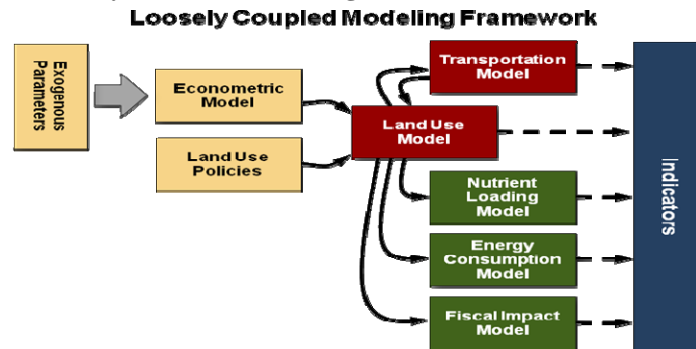 Loosely Coupled Modeling Framework
Exogenous
Parameters
Econometric
Model
Land Use
Policies
Land Use
Model
Transportation
Model
Nutrient
Loading
Model
Energy
Consumption
Model
Fiscal Impact
Model
Indicators